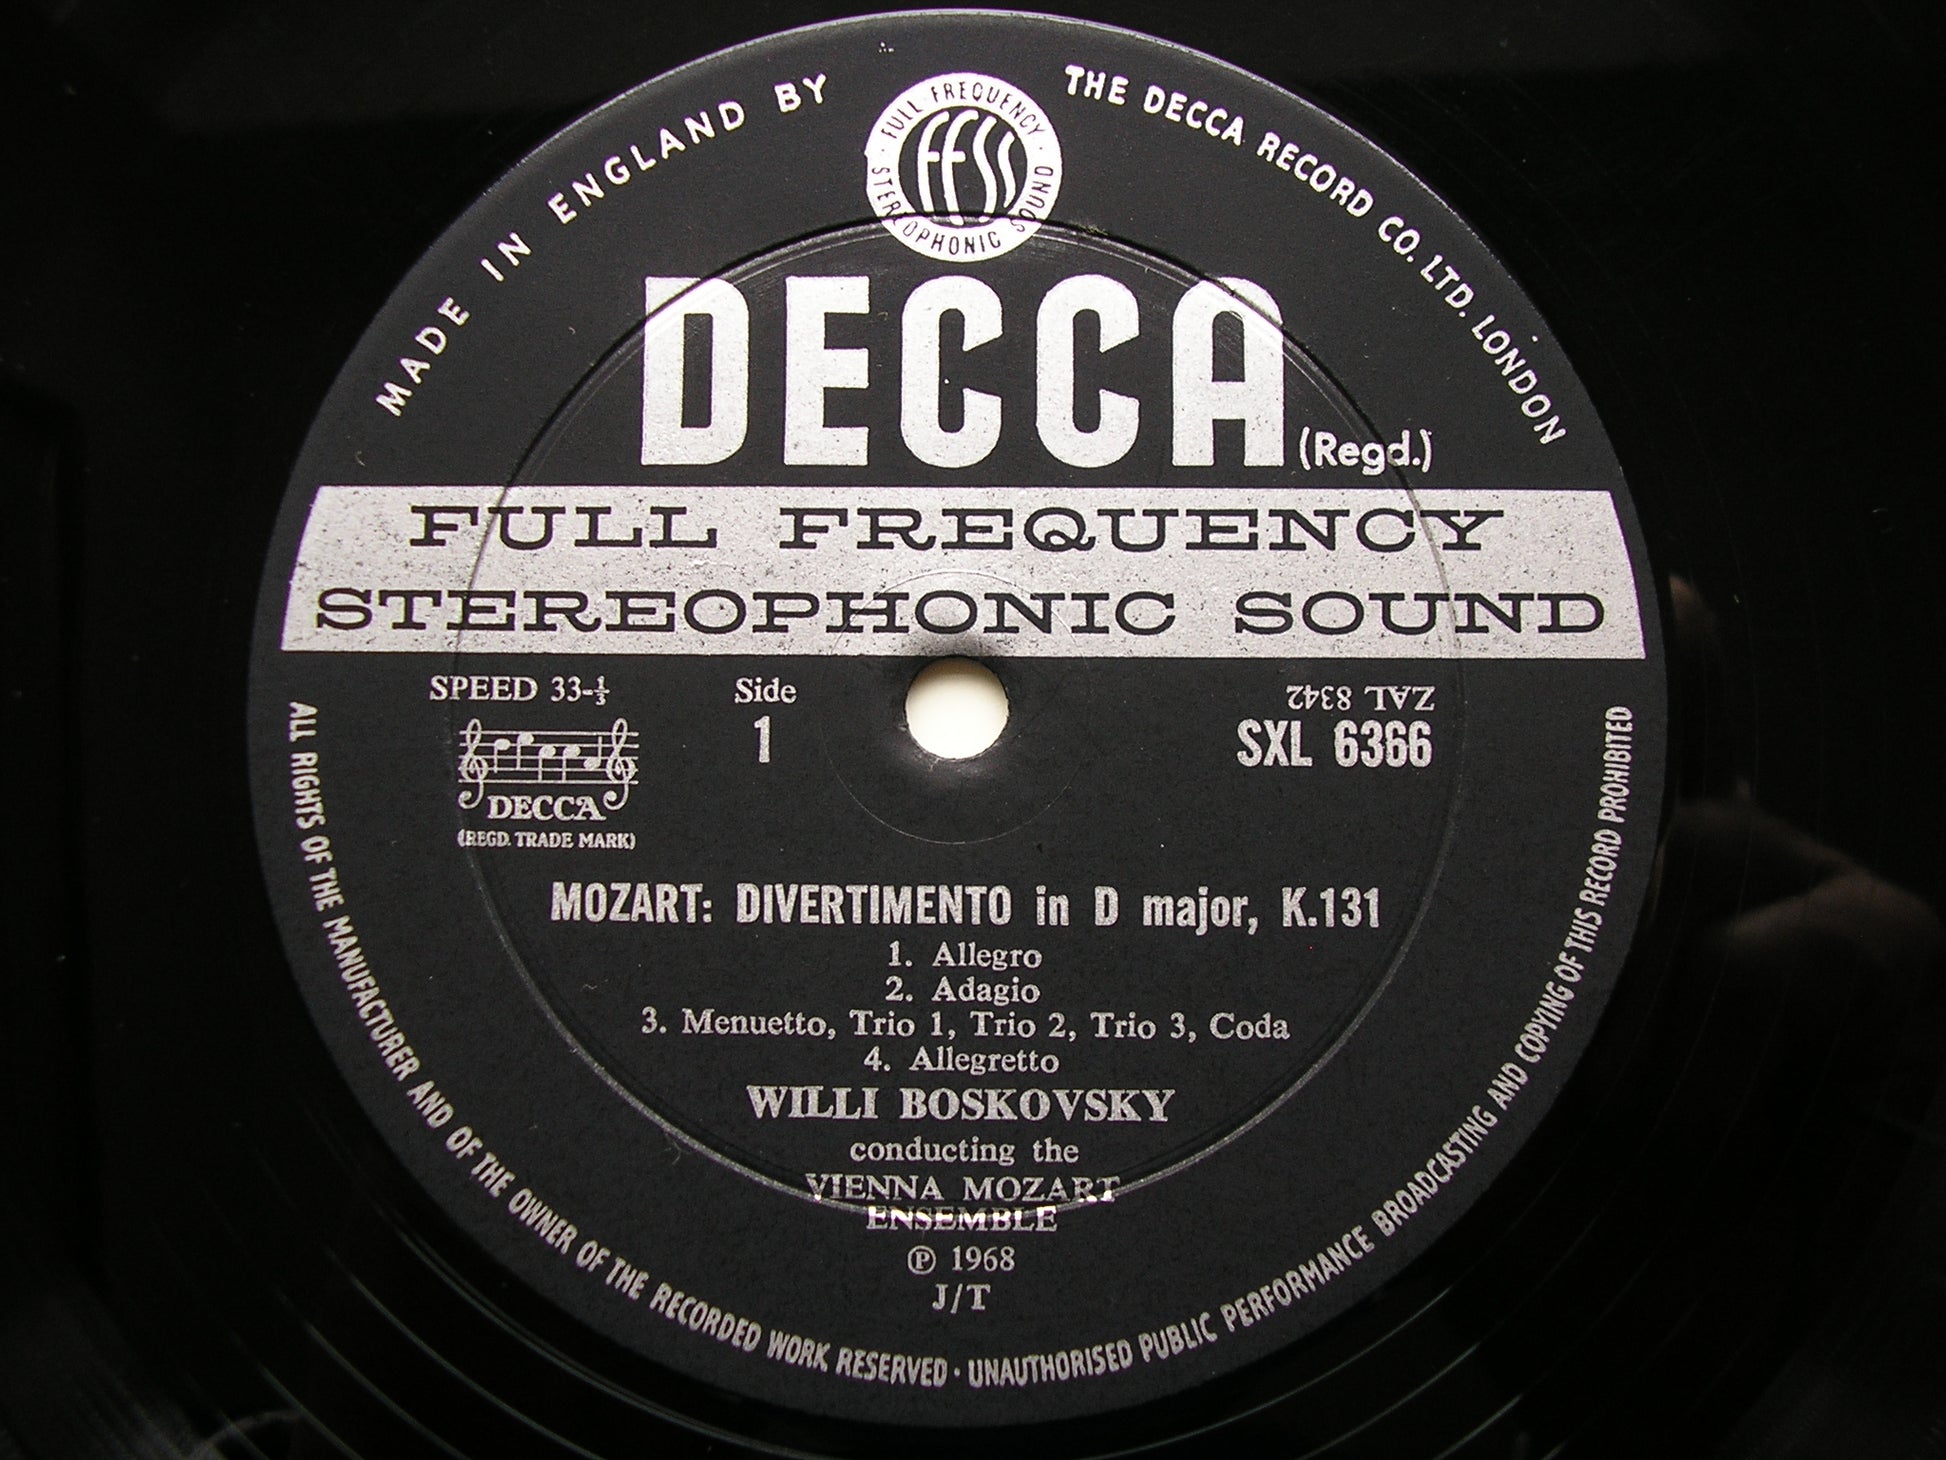 MADE IN ENGLAND BY THE DECCA RECORD CO. LTD. LONDON
FULL · FREQUENCY · STEREOPHONIC SOUND ·
FFSS
DECCA (Regd.)
FULL FREQUENCY
STEREOPHONIC SOUND
SPEED 33-⅓
Side
1
ZAL 8342
SXL 6366
DECCA
(REGD. TRADE MARK)
MOZART: DIVERTIMENTO in D major, K.131
1. Allegro
2. Adagio
3. Menuetto, Trio 1, Trio 2, Trio 3, Coda
4. Allegretto
WILLI BOSKOVSKY
conducting the
VIENNA MOZART
ENSEMBLE
℗ 1968
J/T
ALL RIGHTS OF THE MANUFACTURER AND OF THE OWNER OF THE RECORDED WORK RESERVED · UNAUTHORISED PUBLIC PERFORMANCE BROADCASTING AND COPYING OF THIS RECORD PROHIBITED